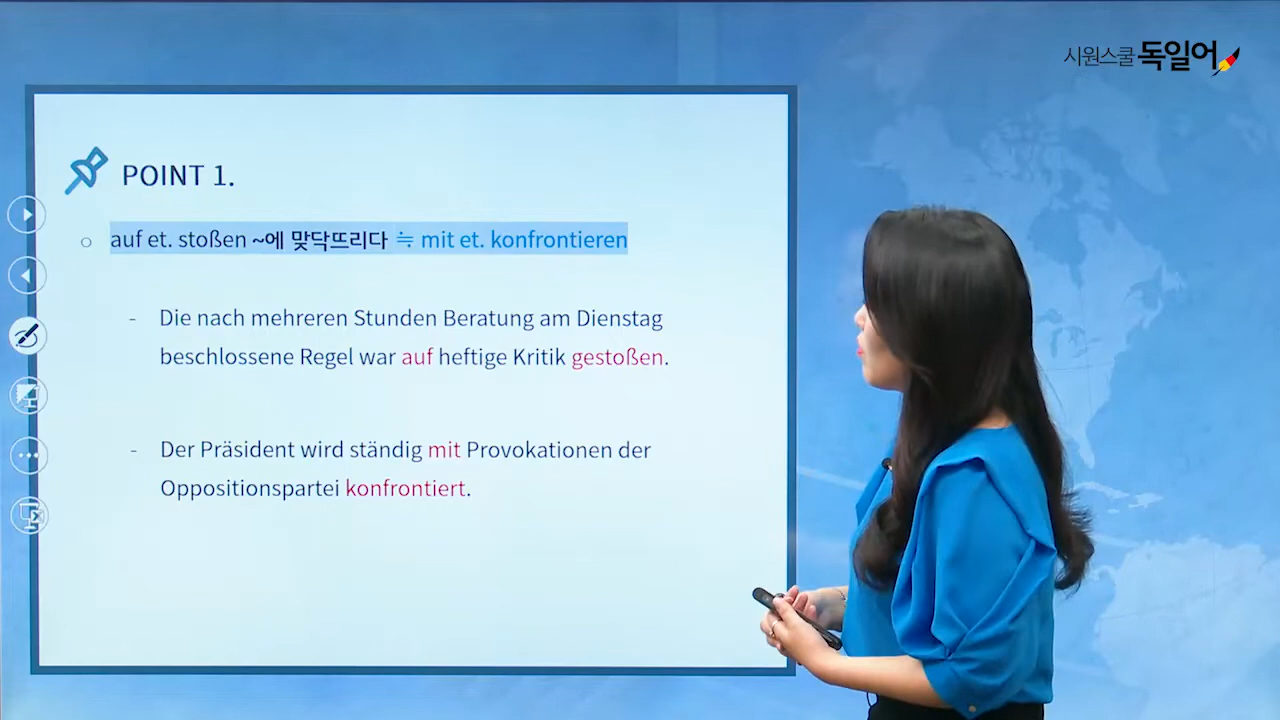 시원스쿨 독일어
POINT 1.
○ auf et. stoßen ~에 맞닥뜨리다 ≒ mit et. konfrontieren
- Die nach mehreren Stunden Beratung am Dienstag
beschlossene Regel war auf heftige Kritik gestoßen.
- Der Präsident wird ständig mit Provokationen der
Oppositionspartei konfrontiert.